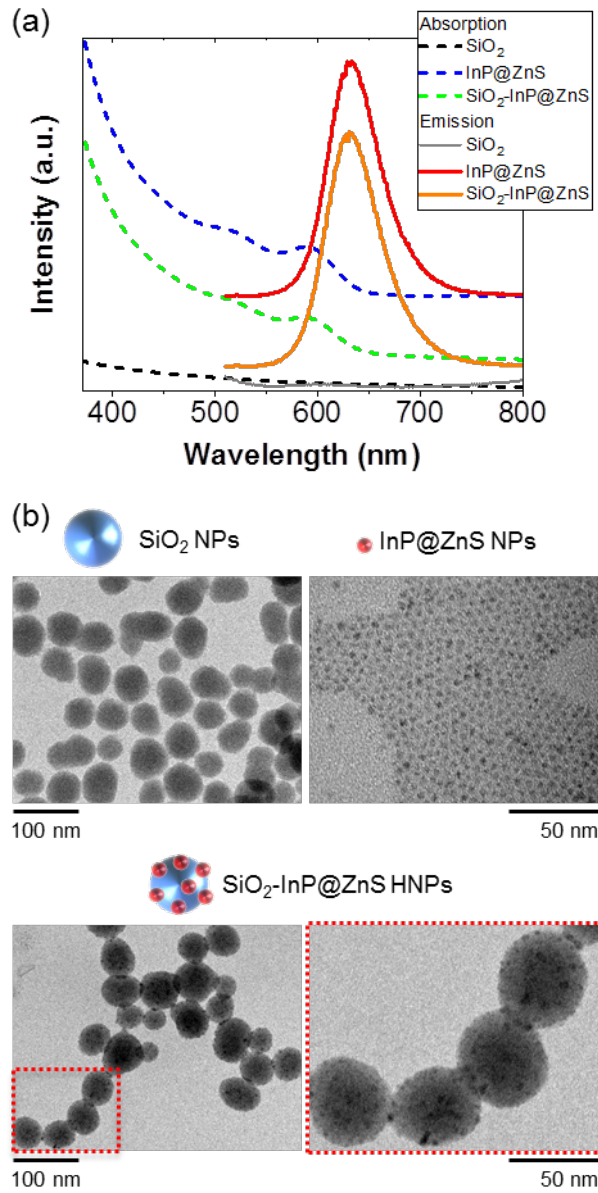 (a)
Absorption
SiO₂
InP@ZnS
SiO₂-InP@ZnS
Emission
SiO₂
InP@ZnS
SiO₂-InP@ZnS
Intensity (a.u.)
400 500 600 700 800
Wavelength (nm)
(b)
SiO₂ NPs
InP@ZnS NPs
100 nm
50 nm
SiO₂-InP@ZnS HNPs
100 nm
50 nm